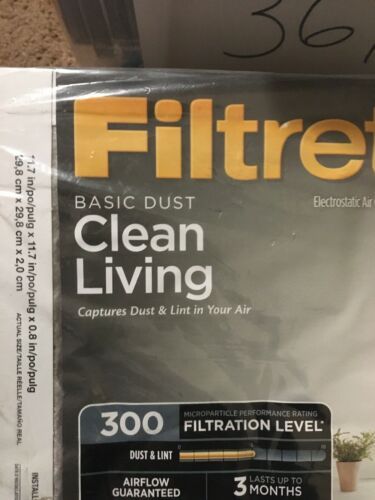 36
Filtret
BASIC DUST
Electrostatic Air
Clean
Living
Captures Dust & Lint in Your Air
11.7 in/po/pulg x 11.7 in/po/pulg x 0.8 in/po/pulg
29,8 cm x 29,8 cm x 2,0 cm
ACTUAL SIZE/TAILLE RÉELLE/TAMAÑO REAL
300
MICROPARTICLE PERFORMANCE RATING
FILTRATION LEVEL
DUST & LINT
AIRFLOW
GUARANTEED
3
LASTS UP TO
MONTHS